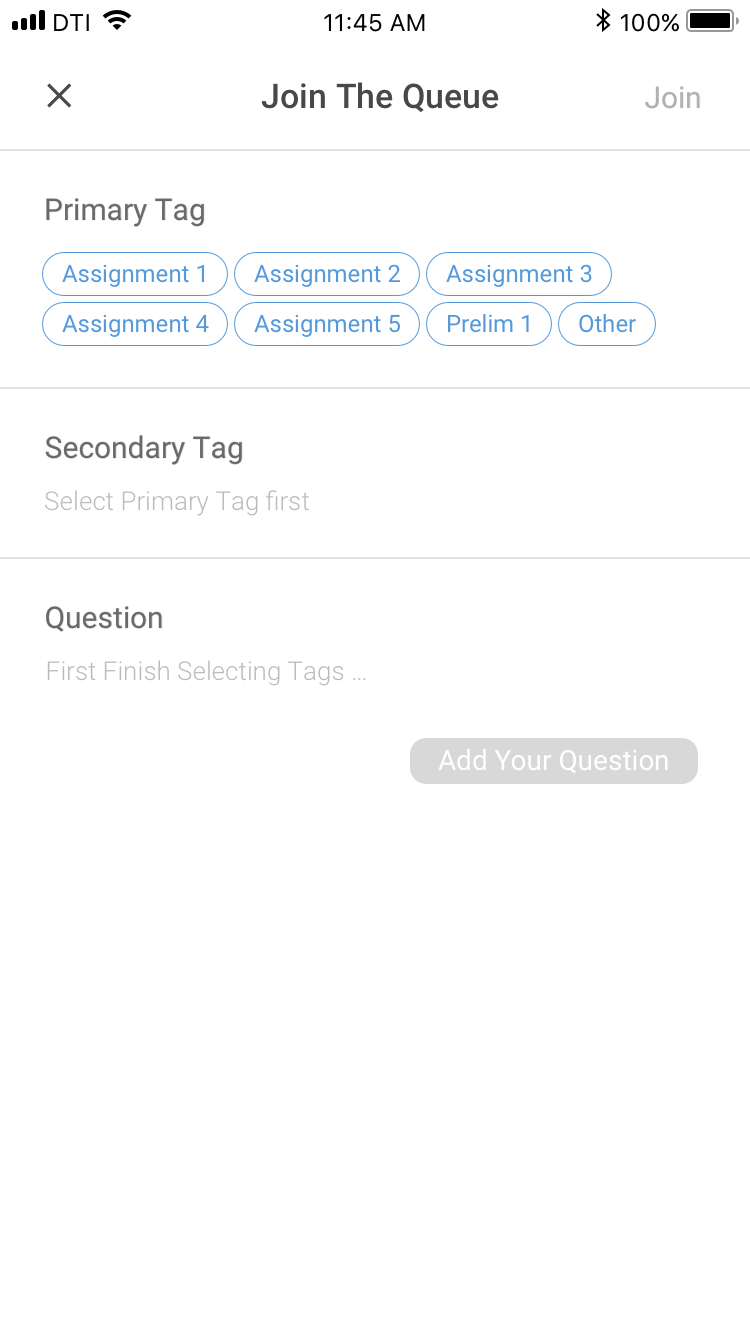 DTI 11:45 AM 100%
Join The Queue Join
Primary Tag
Assignment 1 Assignment 2 Assignment 3
Assignment 4 Assignment 5 Prelim 1 Other
Secondary Tag
Select Primary Tag first
Question
First Finish Selecting Tags ...
Add Your Question